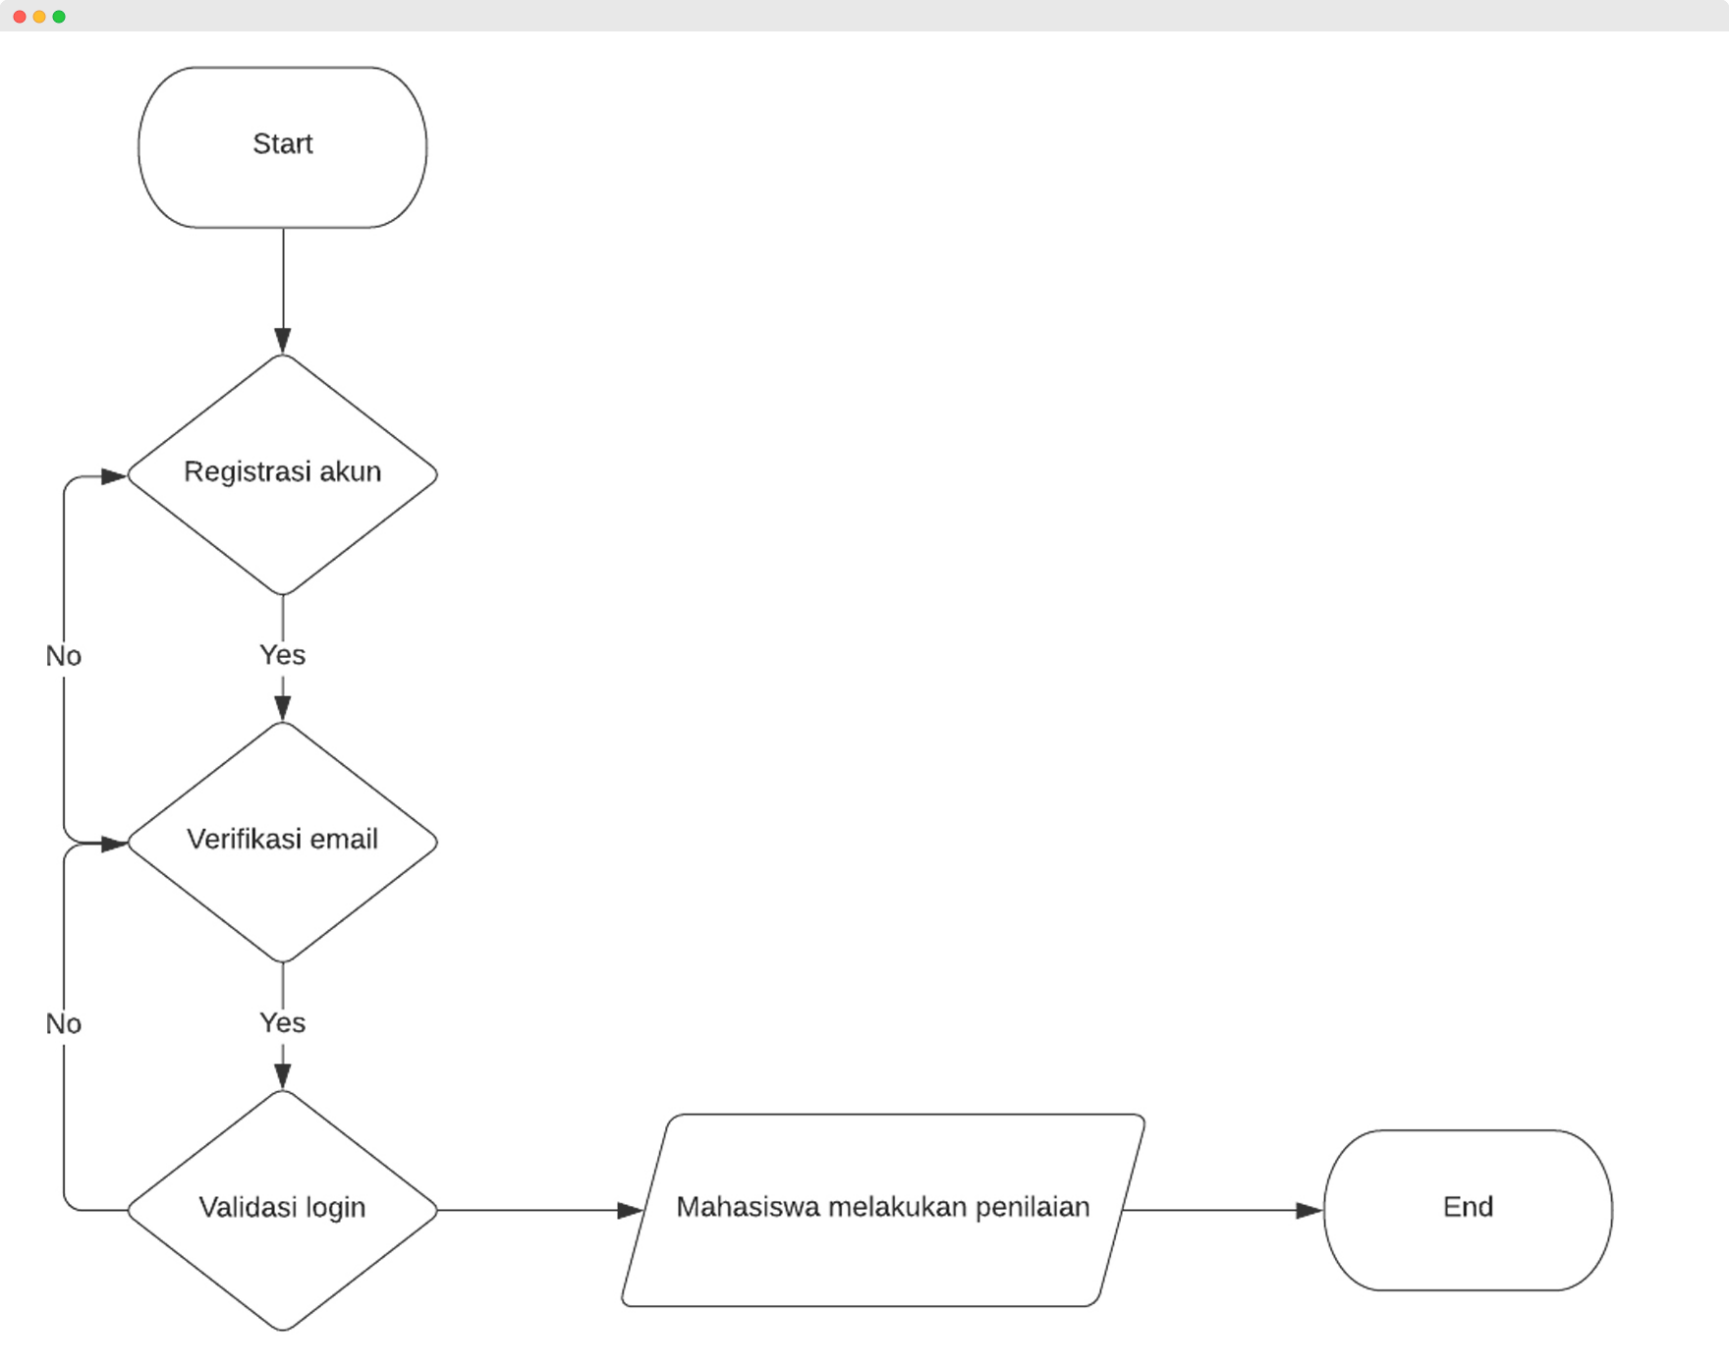 Start
Registrasi akun
No
Yes
Verifikasi email
No
Yes
Validasi login
Mahasiswa melakukan penilaian
End